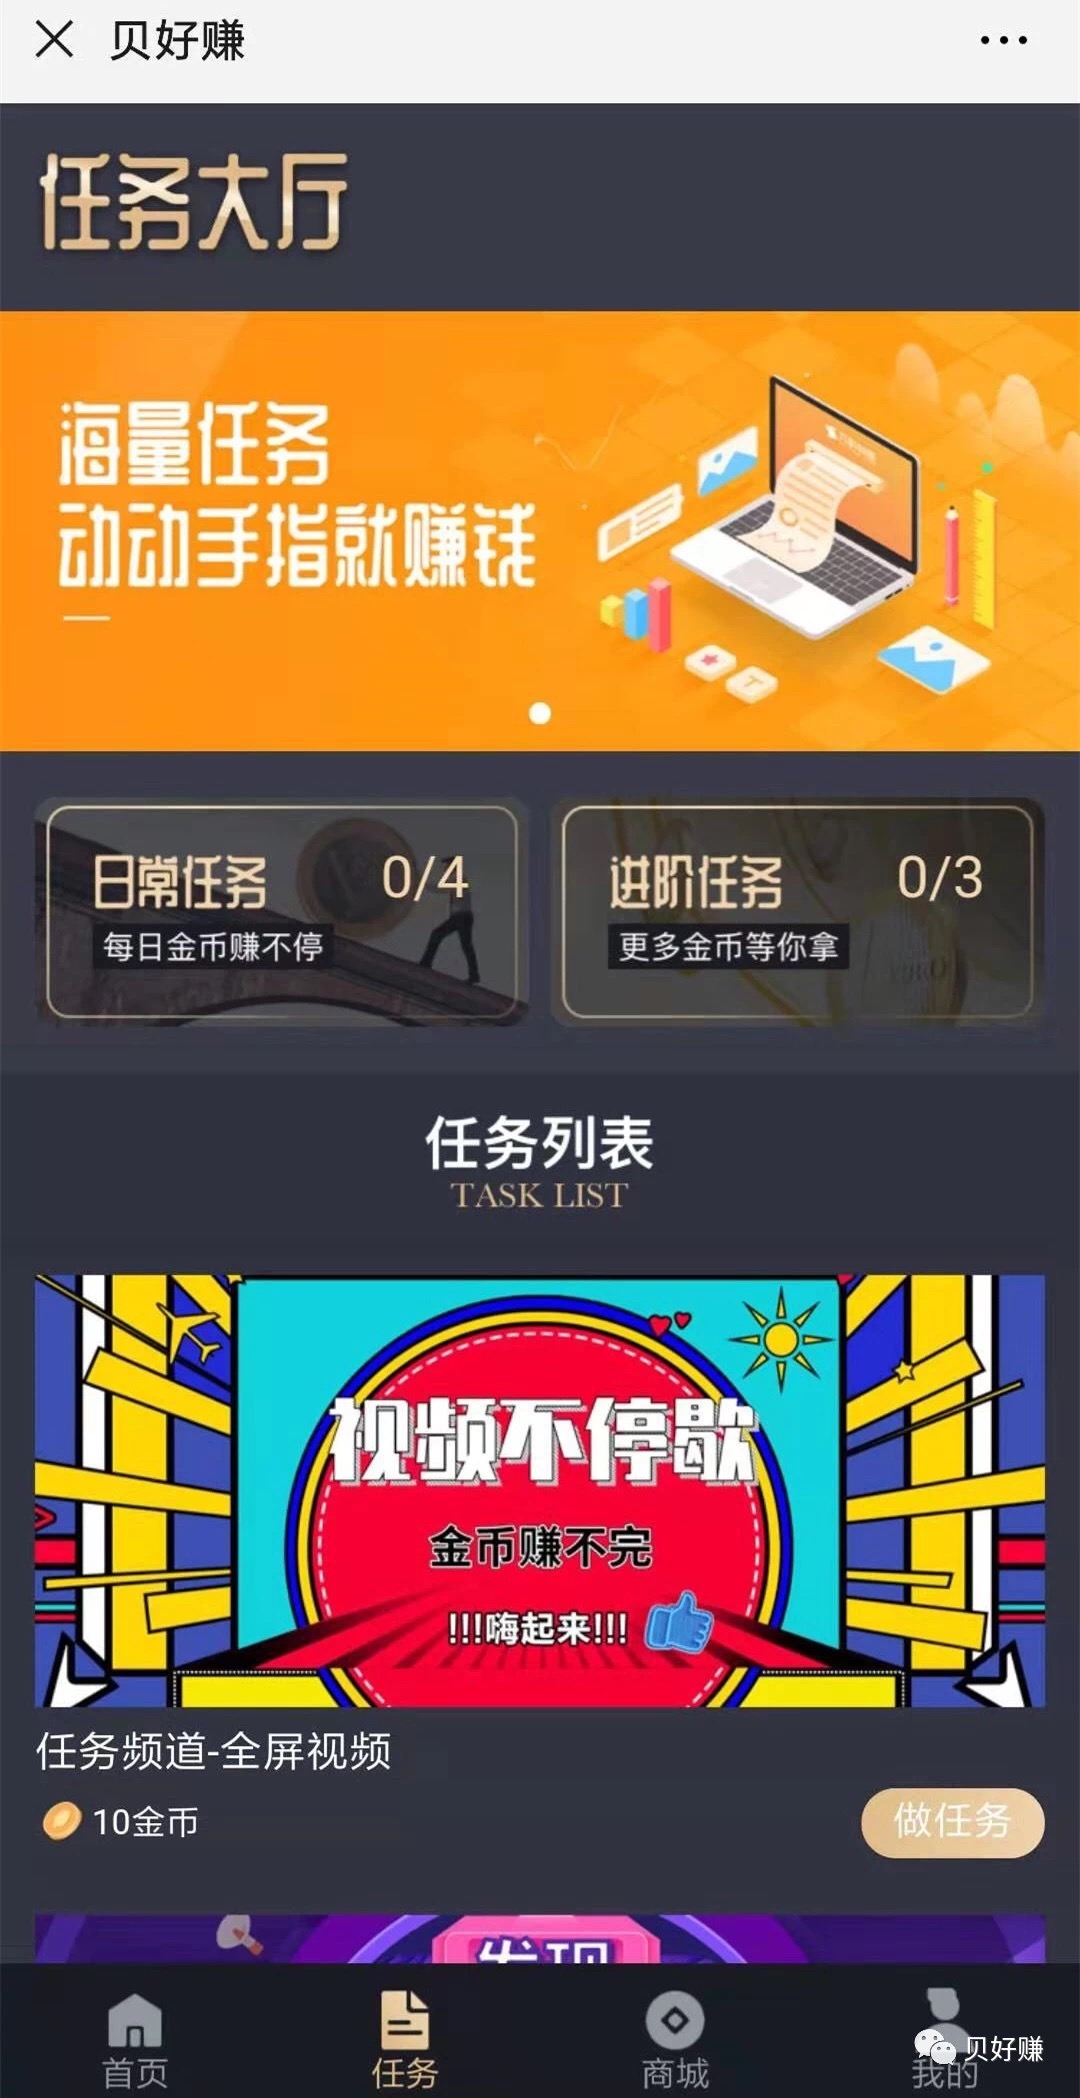 贝好赚
任务大厅
海量任务
动动手指就赚钱
日常任务 0/4
每日金币赚不停
进阶任务 0/3
更多金币等你拿
任务列表
TASK LIST
视频不停歇
金币赚不完
!!!嗨起来!!!
任务频道-全屏视频
10金币
做任务
发现
首页
任务
商城
我的
贝好赚